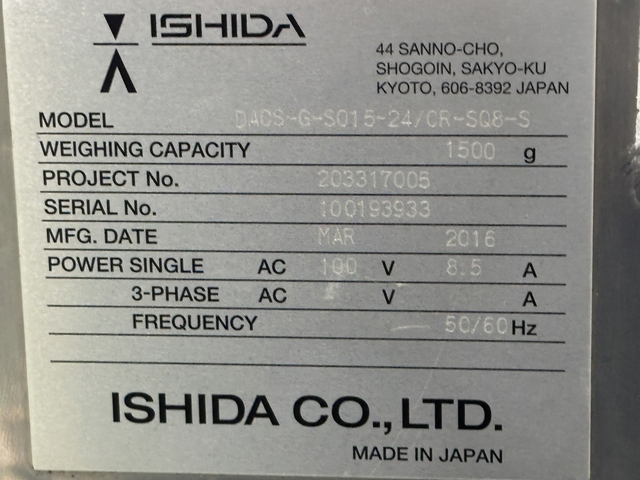 ISHIDA
44 SANNO-CHO,
SHOGOIN, SAKYO-KU
KYOTO, 606-8392 JAPAN
MODEL DACS-G-S015-24/CR-SQ8-S
WEIGHING CAPACITY 1500 g
PROJECT No. 203317005
SERIAL No. 100193933
MFG. DATE MAR 2016
POWER SINGLE AC 100 V 8.5 A
3-PHASE AC V A
FREQUENCY 50/60 Hz
ISHIDA CO., LTD.
MADE IN JAPAN